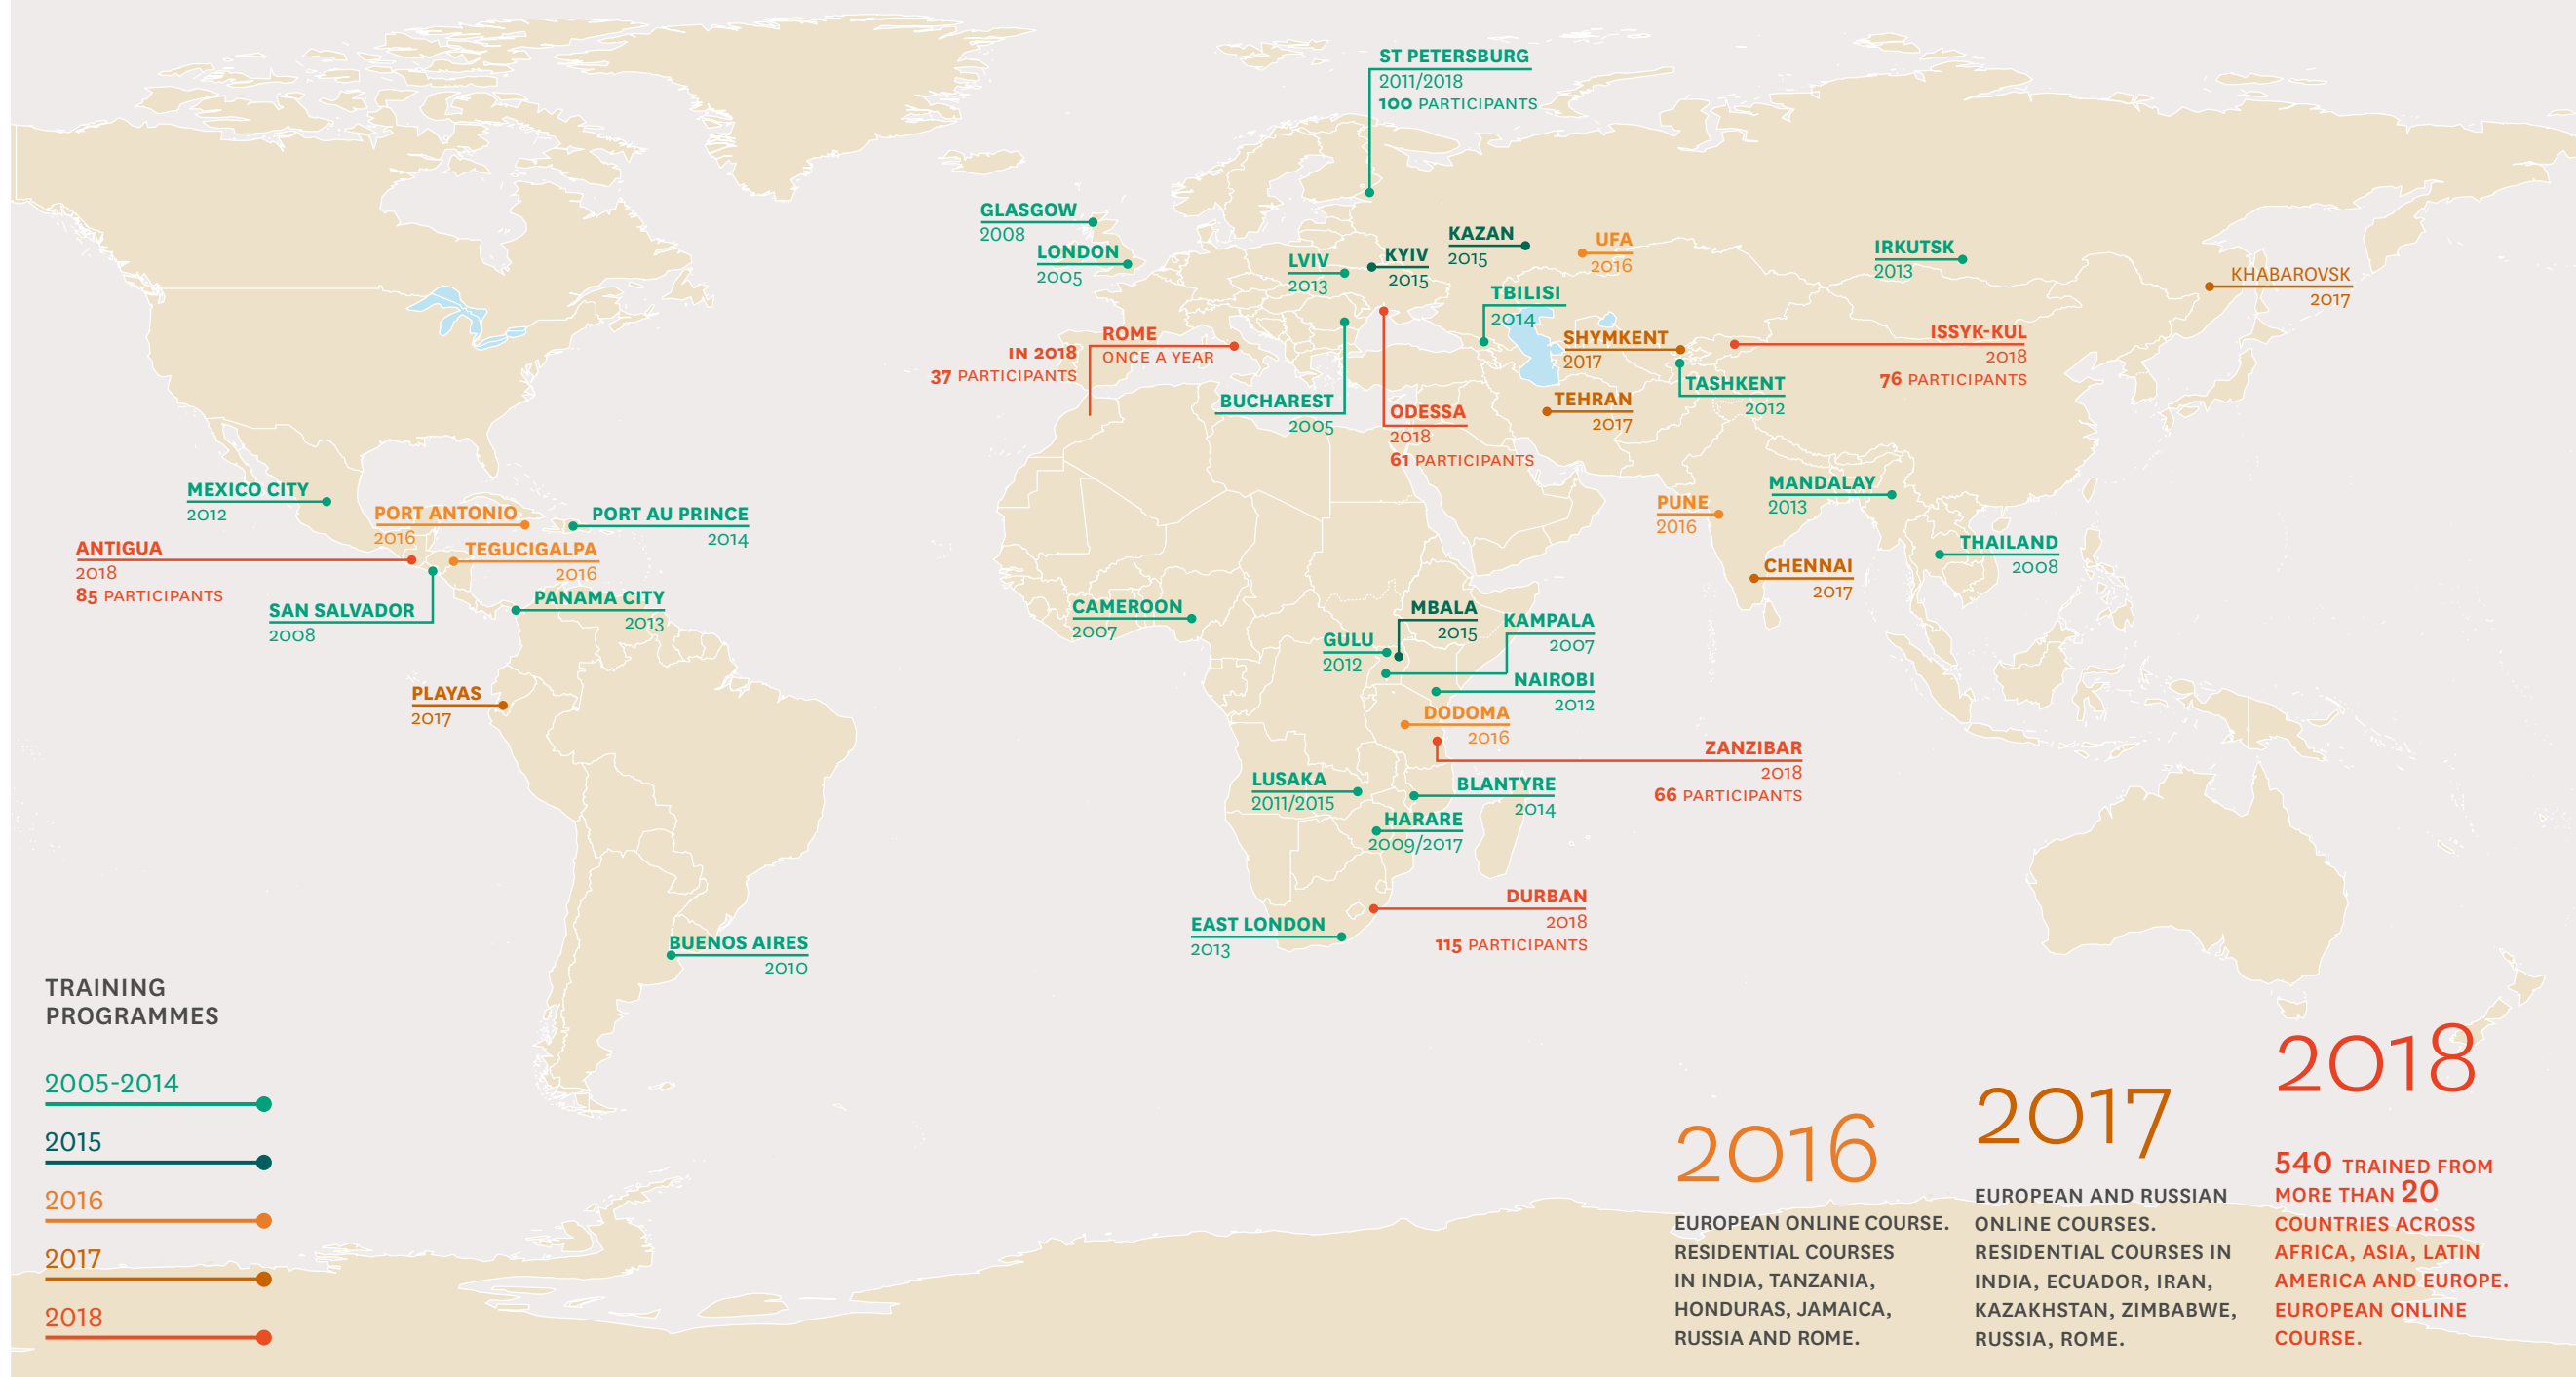 ST PETERSBURG
2011/2018
100 PARTICIPANTS
GLASGOW
2008
LONDON
2005
LVIV
2013
KYIV
2015
KAZAN
2015
UFA
2016
IRKUTSK
2013
KHABAROVSK
2017
TBILISI
2014
ROME
ONCE A YEAR
IN 2018
37 PARTICIPANTS
SHYMKENT
2017
ISSYK-KUL
2018
76 PARTICIPANTS
TASHKENT
2012
BUCHAREST
2005
ODESSA
2018
61 PARTICIPANTS
TEHRAN
2017
MEXICO CITY
2012
PORT ANTONIO
2016
PORT AU PRINCE
2014
ANTIGUA
2018
85 PARTICIPANTS
TEGUCIGALPA
2016
SAN SALVADOR
2008
PANAMA CITY
2013
PLAYAS
2017
BUENOS AIRES
2010
PUNE
2016
MANDALAY
2013
THAILAND
2008
CHENNAI
2017
CAMEROON
2007
MBALA
2015
KAMPALA
2007
GULU
2012
NAIROBI
2012
DODOMA
2016
ZANZIBAR
2018
66 PARTICIPANTS
LUSAKA
2011/2015
BLANTYRE
2014
HARARE
2009/2017
DURBAN
2018
115 PARTICIPANTS
EAST LONDON
2013
TRAINING
PROGRAMMES
2005-2014
2015
2016
2017
2018
2016
EUROPEAN ONLINE COURSE.
RESIDENTIAL COURSES
IN INDIA, TANZANIA,
HONDURAS, JAMAICA,
RUSSIA AND ROME.
2017
EUROPEAN AND RUSSIAN
ONLINE COURSES.
RESIDENTIAL COURSES IN
INDIA, ECUADOR, IRAN,
KAZAKHSTAN, ZIMBABWE,
RUSSIA, ROME.
2018
540 TRAINED FROM
MORE THAN 20
COUNTRIES ACROSS
AFRICA, ASIA, LATIN
AMERICA AND EUROPE.
EUROPEAN ONLINE
COURSE.